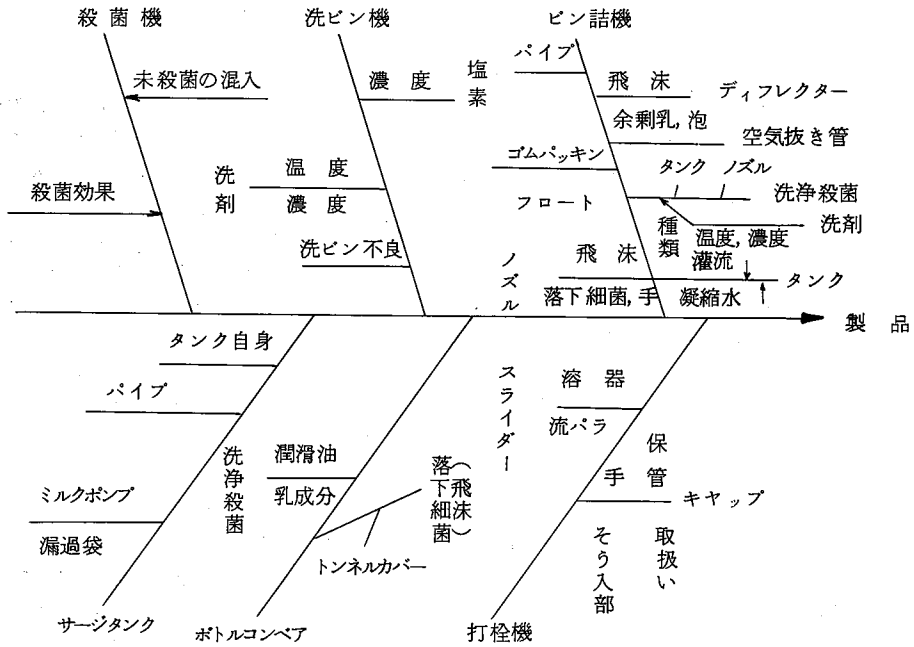 殺菌機
洗ビン機
ビン詰機
未殺菌の混入
殺菌効果
濃度
塩素
洗剤
温度
濃度
洗ビン不良
パイプ
飛沫
ディフレクター
余剰乳,泡
空気抜き管
ゴムパッキン
タンク
ノズル
洗浄殺菌
フロート
種類
洗剤
温度,濃度
灌流
ノズル
飛沫
落下細菌,手
凝縮水
タンク
製品
タンク自身
パイプ
洗浄殺菌
ミルクポンプ
漏過袋
サージタンク
潤滑油
乳成分
落下細菌
(飛沫)
トンネルカバー
ボトルコンベア
スライダー
溶器
流パラ
保管
手
キヤップ
取扱い
そう入部
打栓機